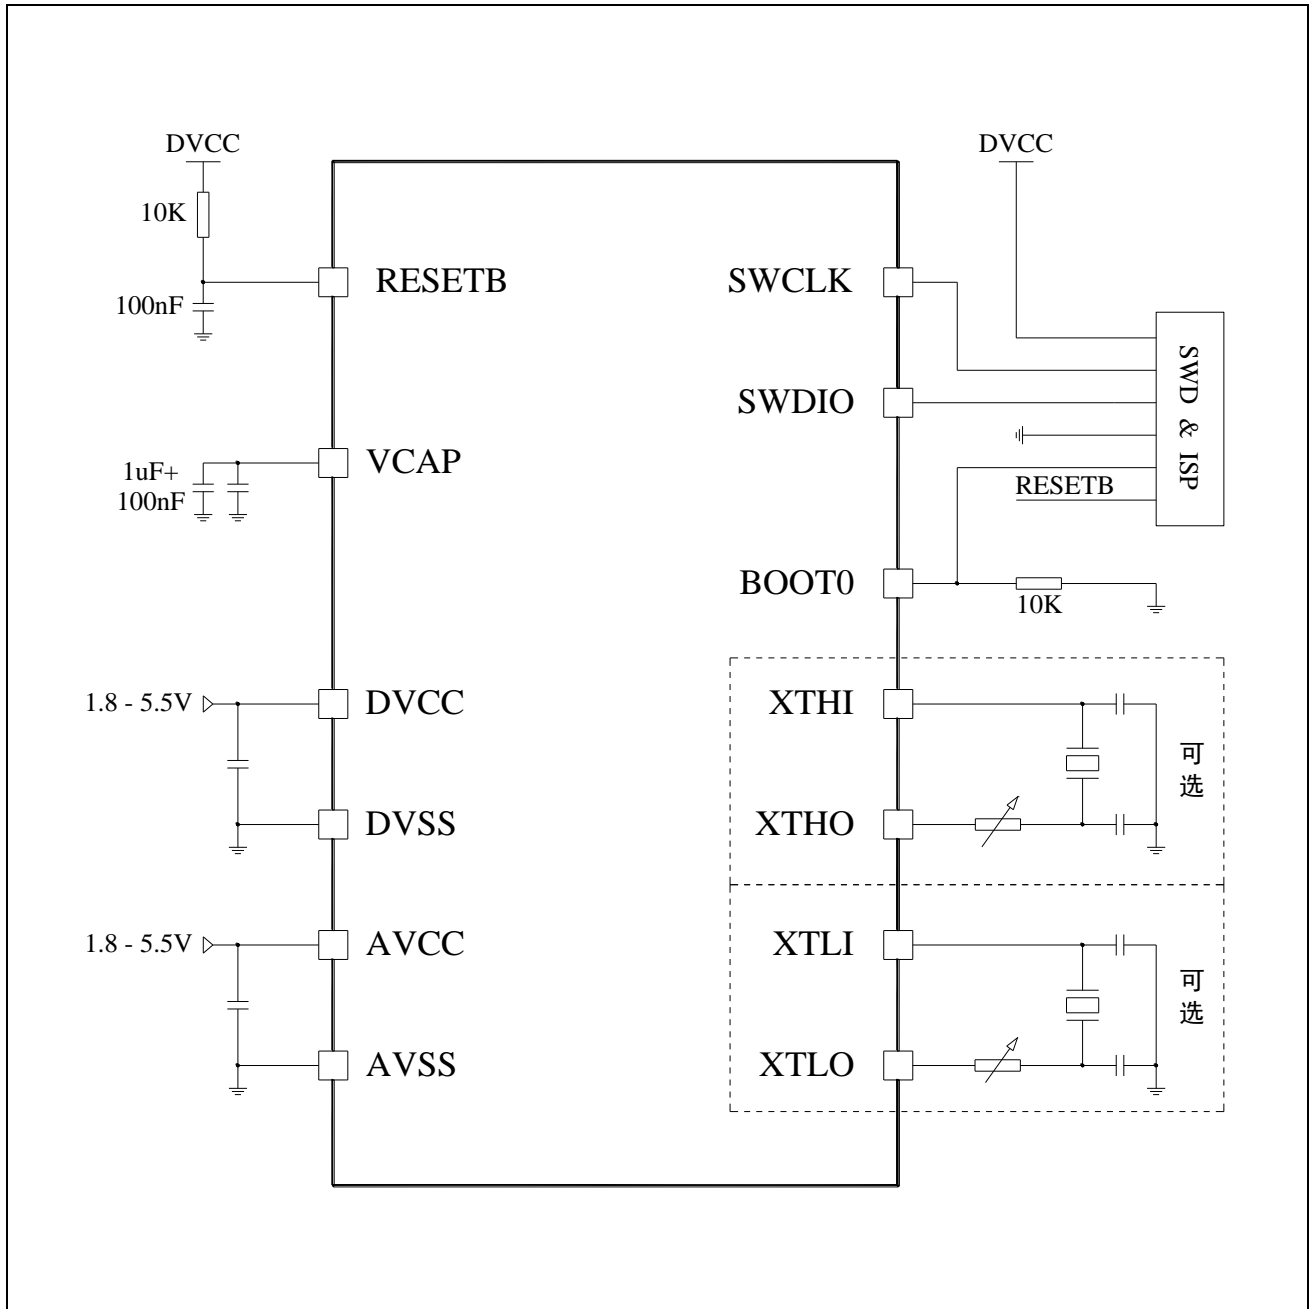 DVCC
10K
RESETB
100nF
VCAP
1uF+
100nF
1.8 - 5.5V
DVCC
DVSS
1.8 - 5.5V
AVCC
AVSS
DVCC
SWCLK
SWDIO
SWD & ISP
RESETB
BOOT0
10K
XTHI
XTHO
可选
XTLI
XTLO
可选